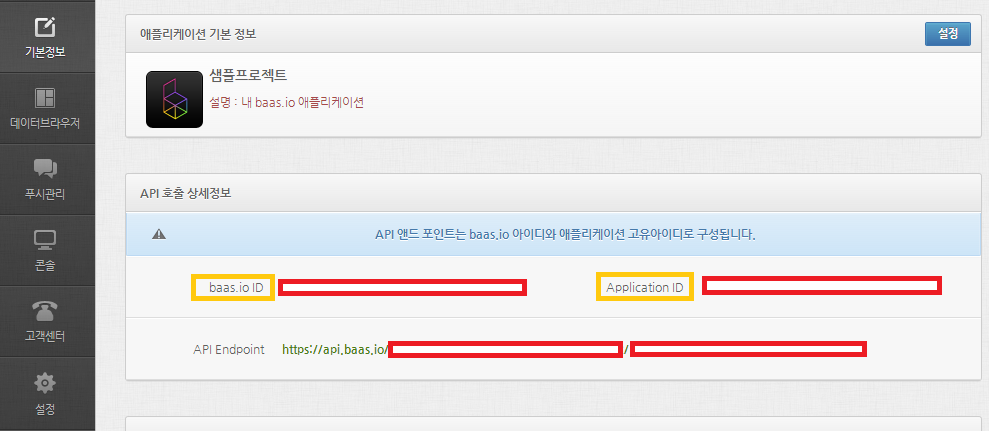 기본정보
데이터브라우저
푸시관리
콘솔
고객센터
설정
애플리케이션 기본 정보
설정
샘플프로젝트
설명 : 내 baas.io 애플리케이션
API 호출 상세정보
API 앤드 포인트는 baas.io 아이디와 애플리케이션 고유아이디로 구성됩니다.
baas.io ID
Application ID
API Endpoint https://api.baas.io/ /